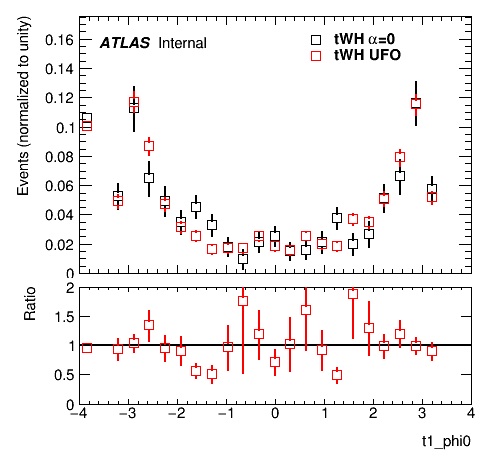 Events (normalized to unity)
0.16
0.14
0.12
0.1
0.08
0.06
0.04
0.02
0
ATLAS Internal
tWH α=0
tWH UFO
Ratio
2
1.5
1
0.5
0
−4 −3 −2 −1 0 1 2 3 4
t1_phi0